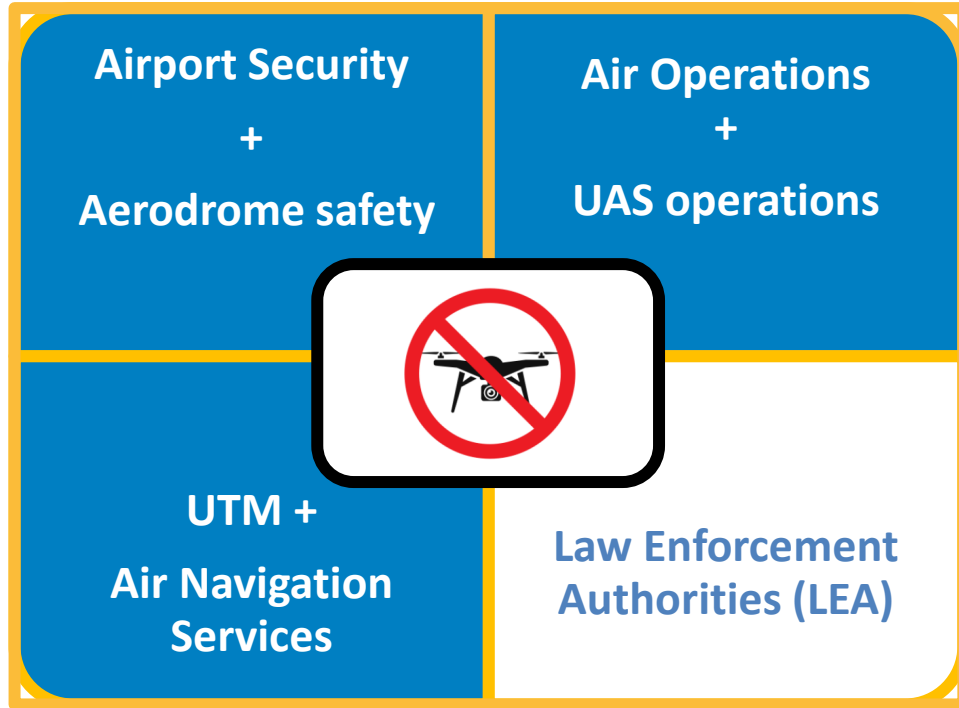 Airport Security
+
Aerodrome safety
Air Operations
+
UAS operations
UTM +
Air Navigation
Services
Law Enforcement
Authorities (LEA)